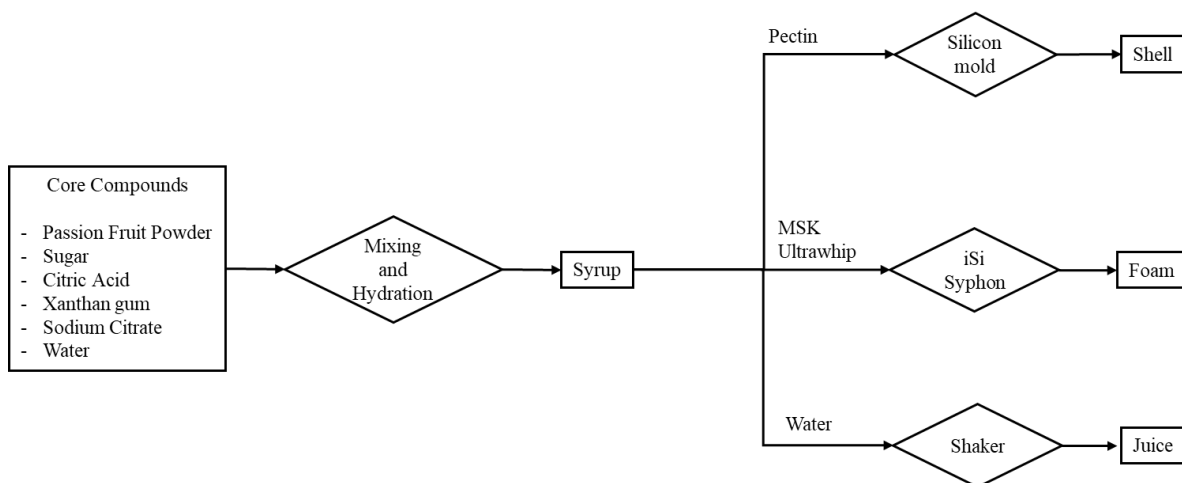 Core Compounds
- Passion Fruit Powder
- Sugar
- Citric Acid
- Xanthan gum
- Sodium Citrate
- Water
Mixing
and
Hydration
Syrup
Pectin
Silicon
mold
Shell
MSK
Ultrawhip
iSi
Syphon
Foam
Water
Shaker
Juice